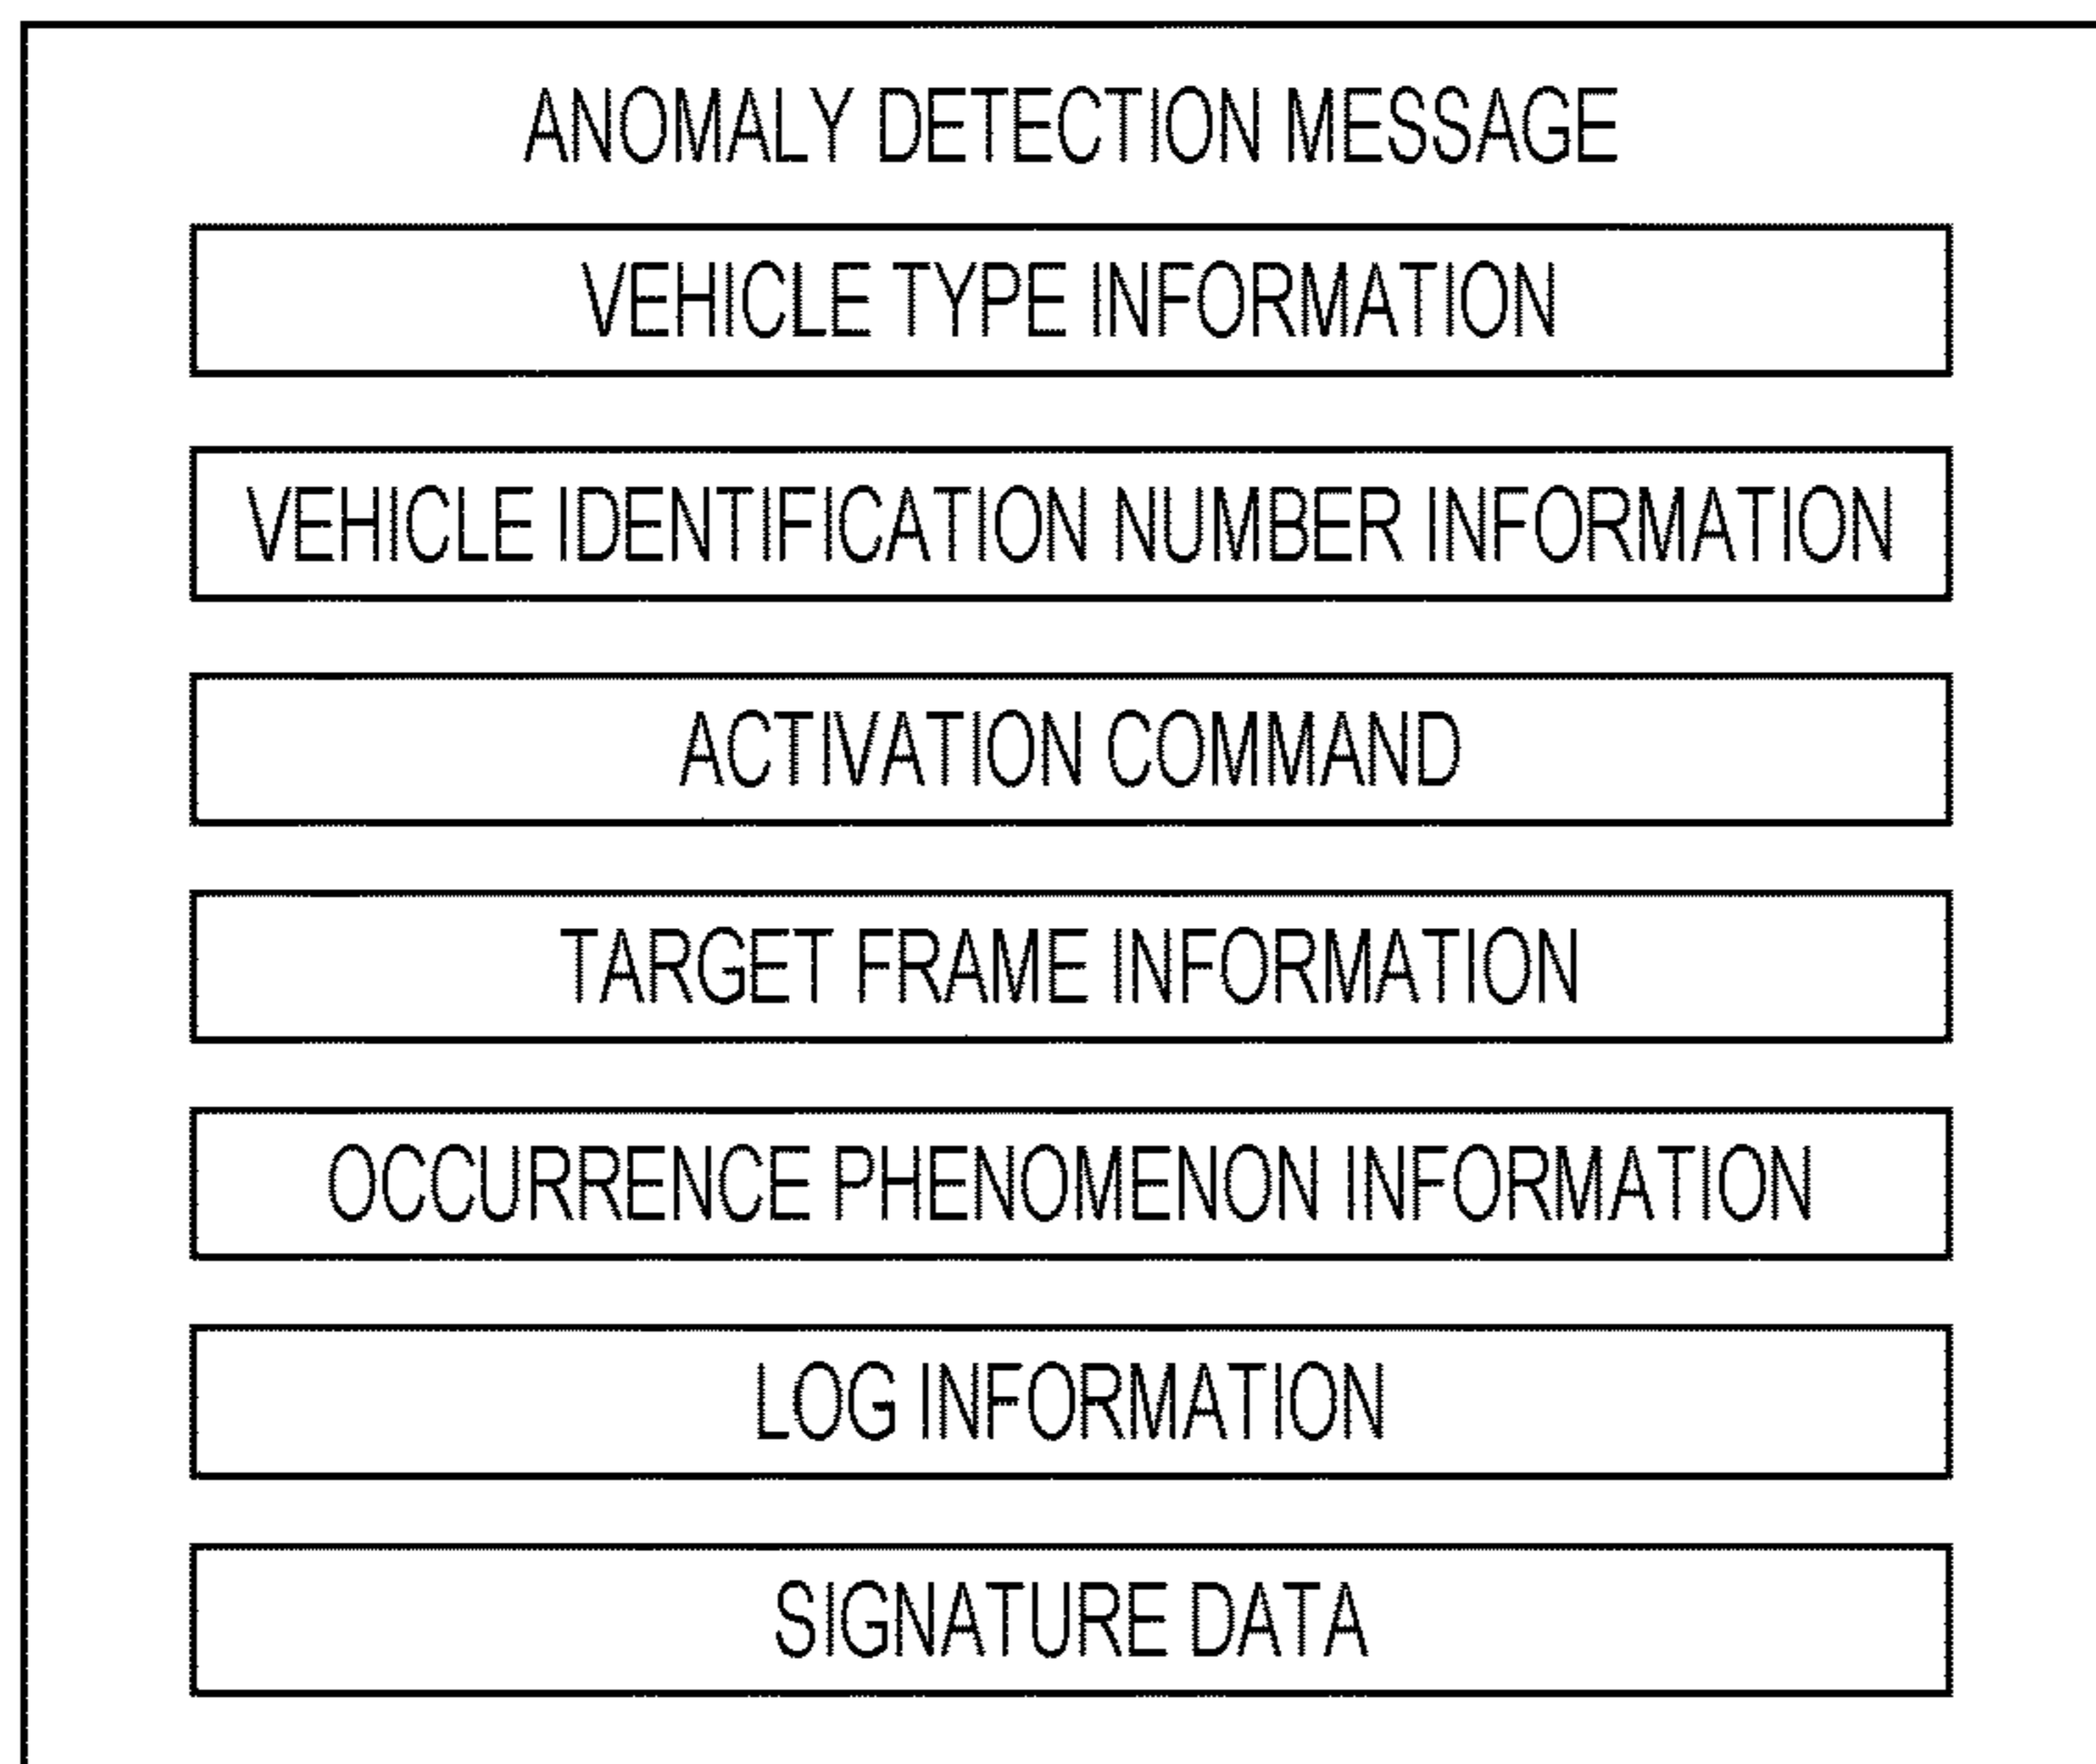 ANOMALY DETECTION MESSAGE
VEHICLE TYPE INFORMATION
VEHICLE IDENTIFICATION NUMBER INFORMATION
ACTIVATION COMMAND
TARGET FRAME INFORMATION
OCCURRENCE PHENOMENON INFORMATION
LOG INFORMATION
SIGNATURE DATA